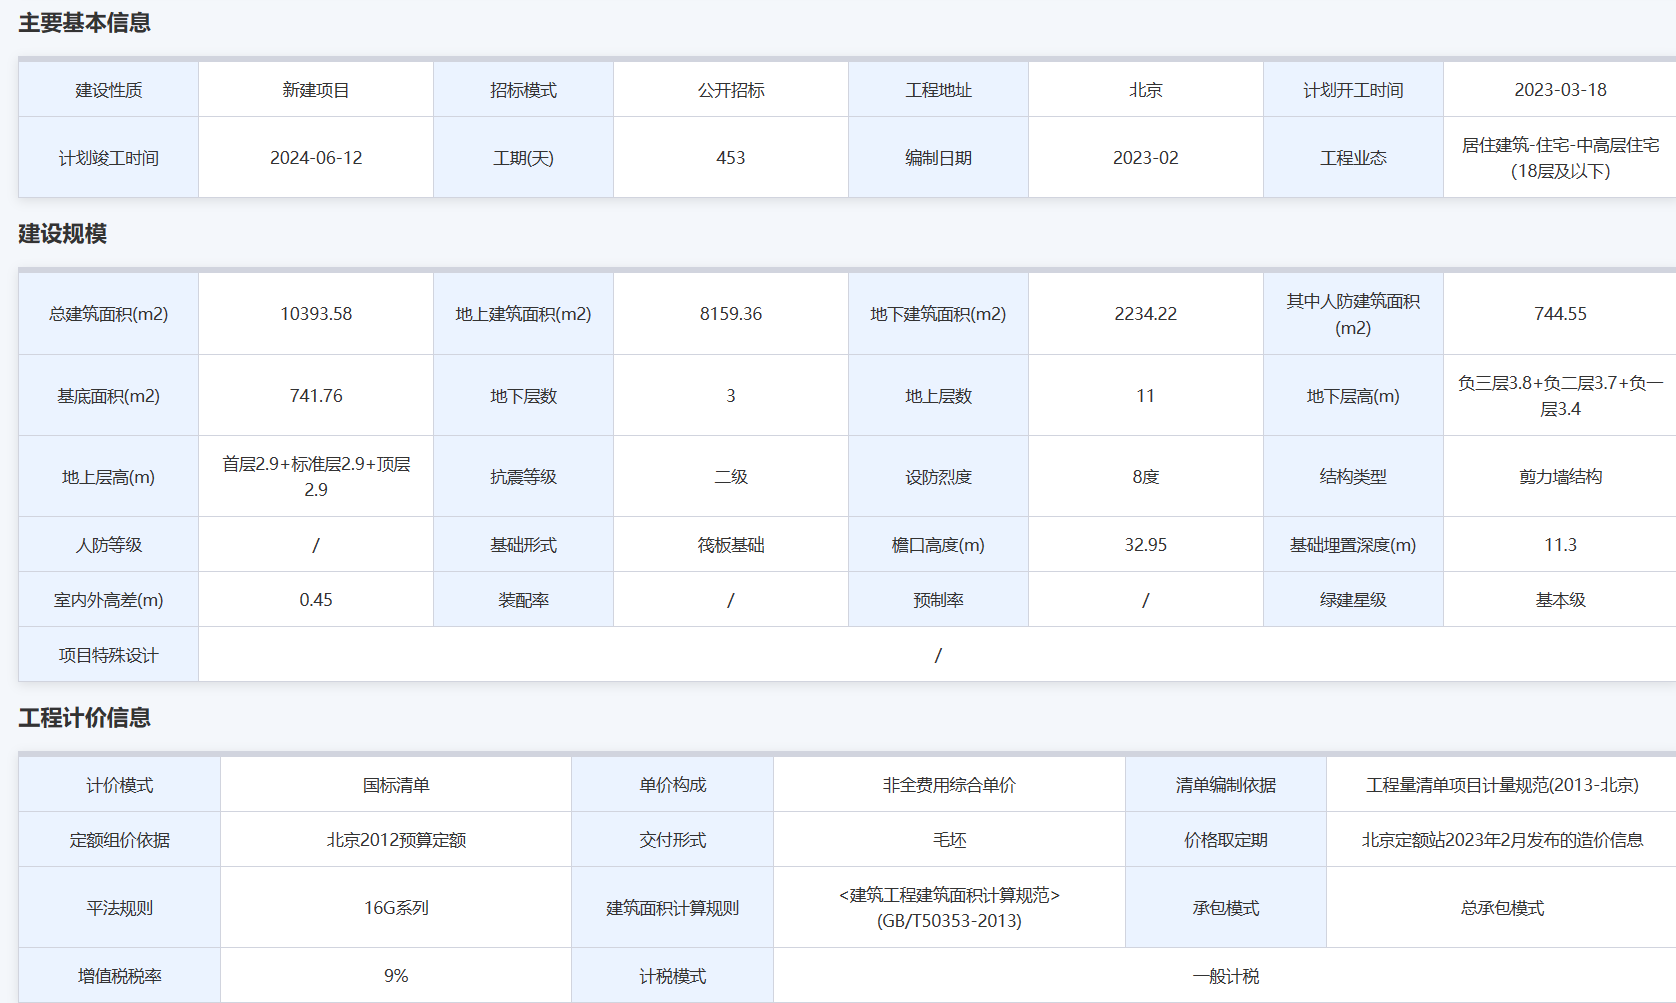 主要基本信息
建设性质 新建项目 招标模式 公开招标 工程地址 北京 计划开工时间 2023-03-18
计划竣工时间 2024-06-12 工期(天) 453 编制日期 2023-02 工程业态 居住建筑-住宅-中高层住宅
(18层及以下)
建设规模
总建筑面积(m2) 10393.58 地上建筑面积(m2) 8159.36 地下建筑面积(m2) 2234.22 其中人防建筑面积
(m2) 744.55
基底面积(m2) 741.76 地下层数 3 地上层数 11 地下层高(m) 负三层3.8+负二层3.7+负一
层3.4
地上层高(m) 首层2.9+标准层2.9+顶层
2.9 抗震等级 二级 设防烈度 8度 结构类型 剪力墙结构
人防等级 / 基础形式 筏板基础 檐口高度(m) 32.95 基础埋置深度(m) 11.3
室内外高差(m) 0.45 装配率 / 预制率 / 绿建星级 基本级
项目特殊设计 /
工程计价信息
计价模式 国标清单 单价构成 非全费用综合单价 清单编制依据 工程量清单项目计量规范(2013-北京)
定额组价依据 北京2012预算定额 交付形式 毛坯 价格取定期 北京定额站2023年2月发布的造价信息
平法规则 16G系列 建筑面积计算规则 <建筑工程建筑面积计算规范>
(GB/T50353-2013) 承包模式 总承包模式
增值税税率 9% 计税模式 一般计税